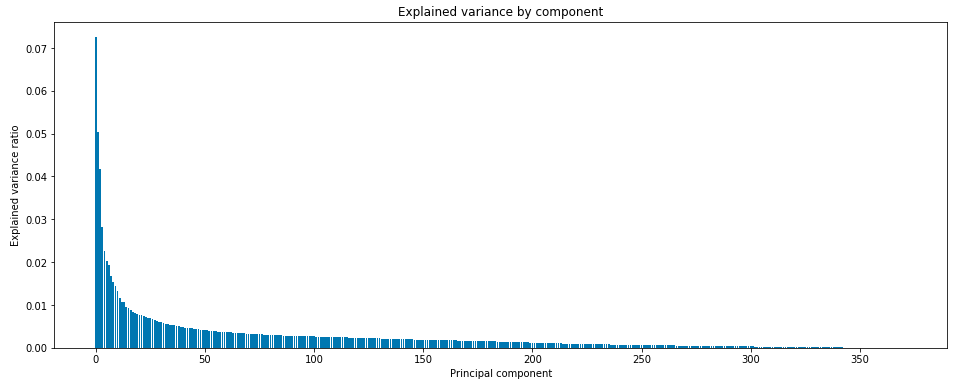 Explained variance by component
Explained variance ratio
0.07
0.06
0.05
0.04
0.03
0.02
0.01
0.00
0 50 100 150 200 250 300 350
Principal component